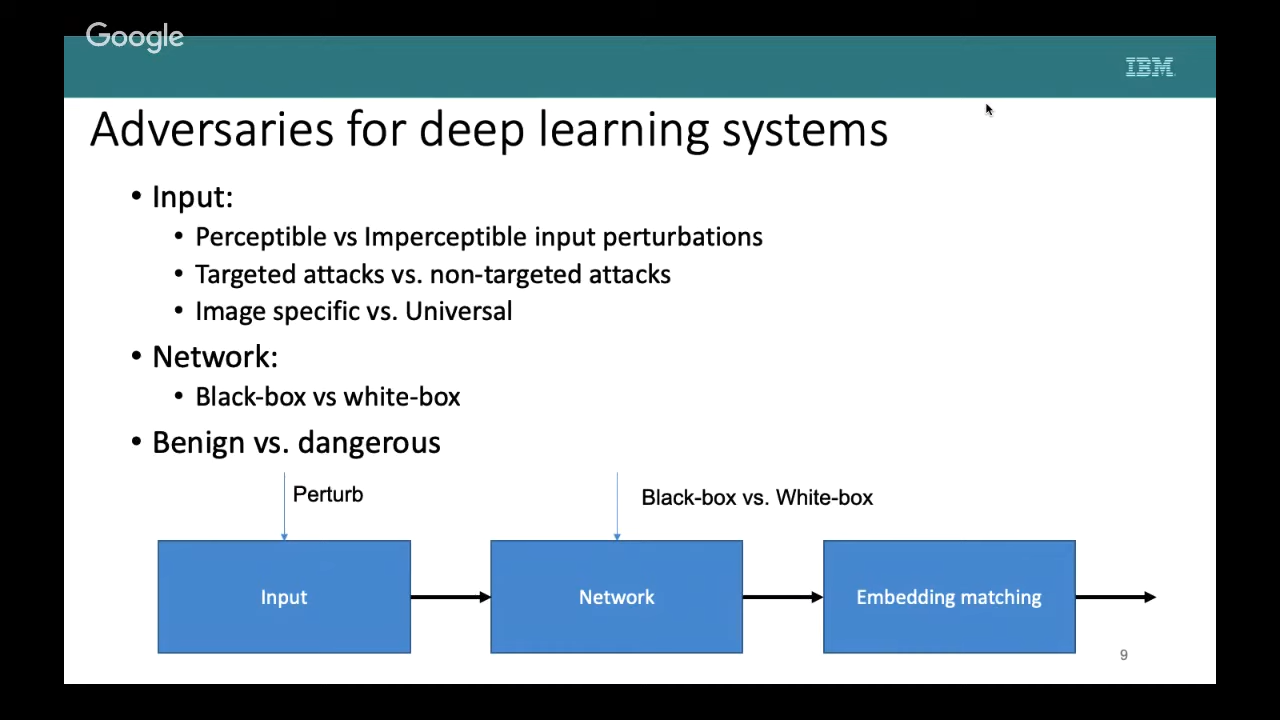 Google
IBM
Adversaries for deep learning systems
• Input:
• Perceptible vs Imperceptible input perturbations
• Targeted attacks vs. non-targeted attacks
• Image specific vs. Universal
• Network:
• Black-box vs white-box
• Benign vs. dangerous
Perturb
Black-box vs. White-box
Input
Network
Embedding matching
9